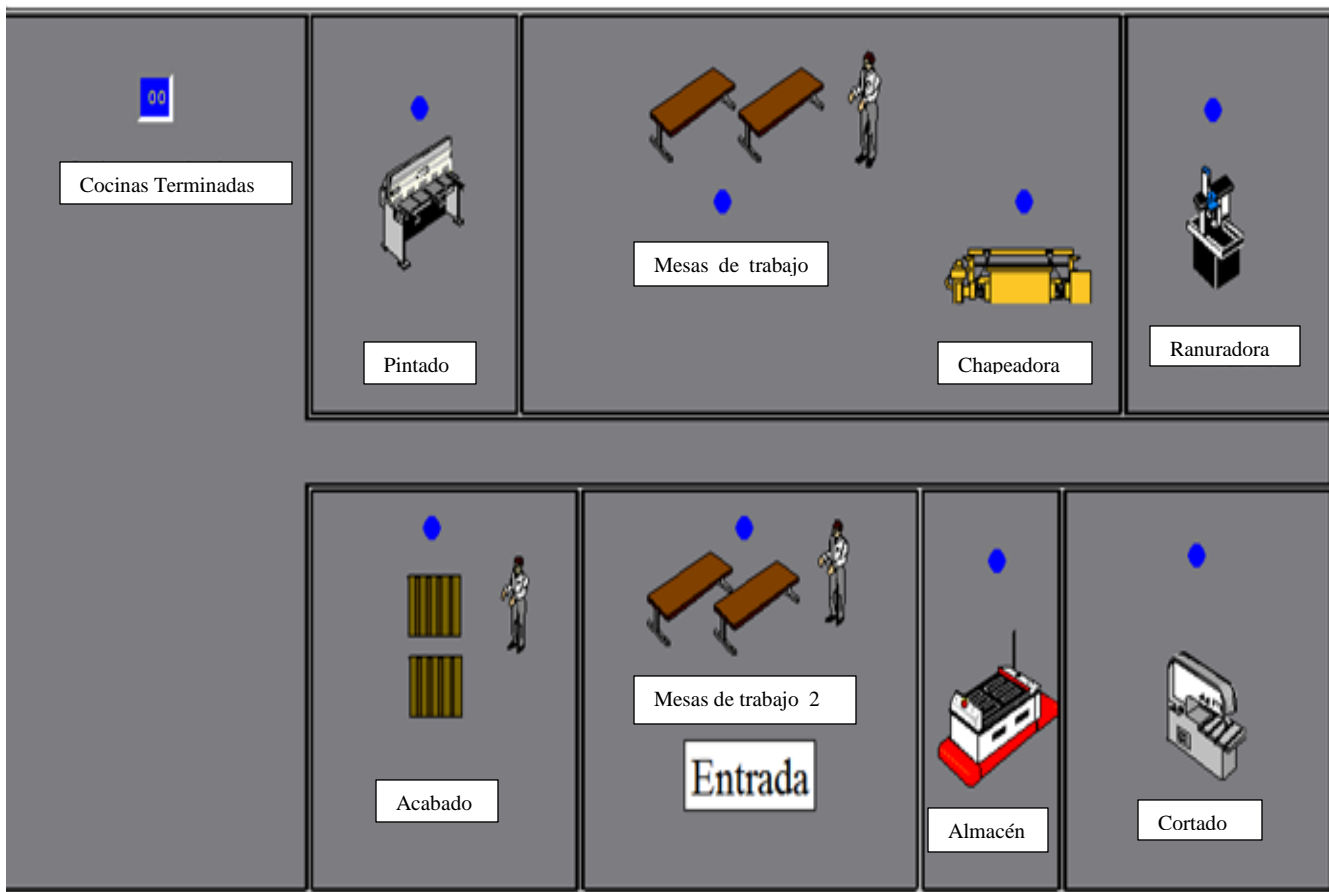 00
Cocinas Terminadas
Pintado
Mesas de trabajo
Chapeadora
Ranuradora
Acabado
Mesas de trabajo 2
Entrada
Almacén
Cortado